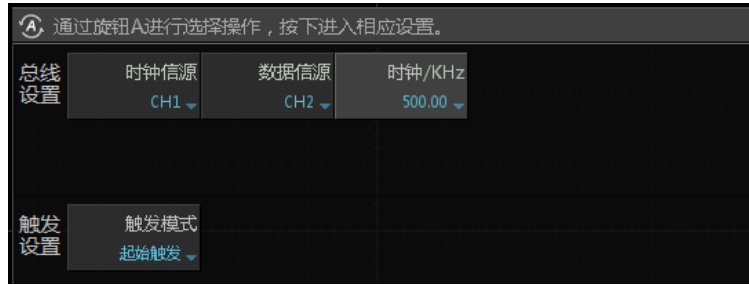 Ⓐ 通过旋钮A进行选择操作，按下进入相应设置。
总线设置
时钟信源 数据信源 时钟/KHz
CH1 CH2 500.00
触发设置
触发模式
起始触发